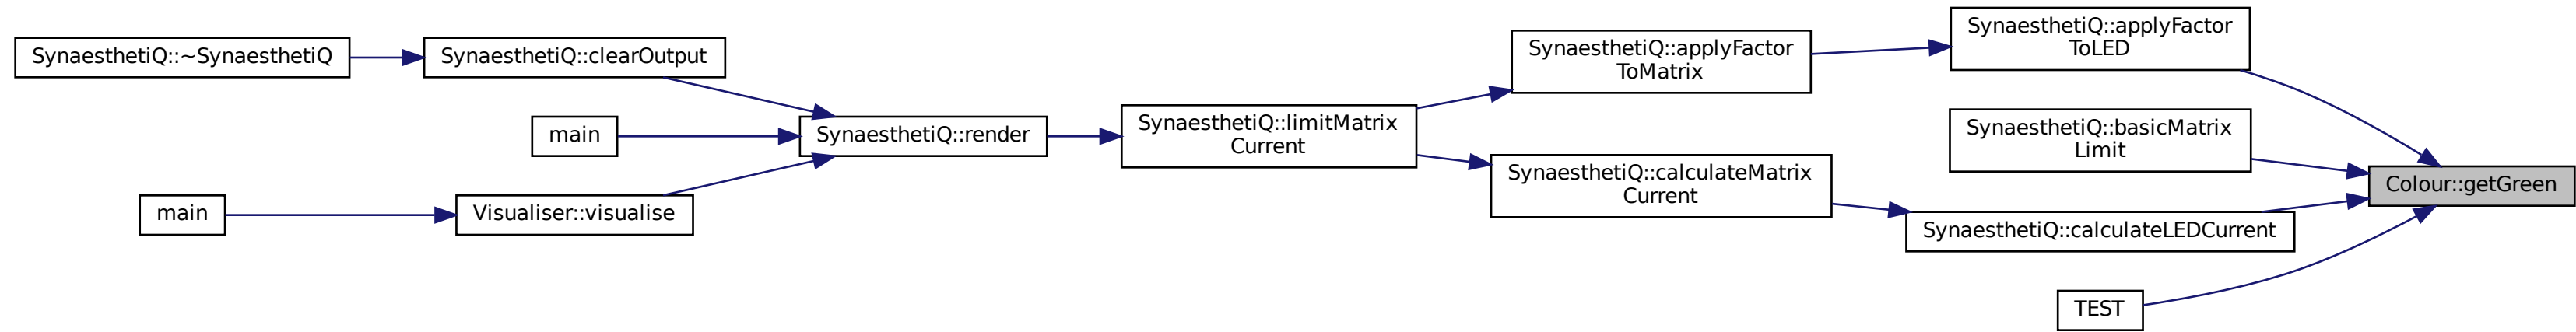 SynaesthetiQ::~SynaesthetiQ
SynaesthetiQ::clearOutput
main
main
Visualiser::visualise
SynaesthetiQ::render
SynaesthetiQ::limitMatrix
Current
SynaesthetiQ::applyFactor
ToMatrix
SynaesthetiQ::calculateMatrix
Current
SynaesthetiQ::applyFactor
ToLED
SynaesthetiQ::basicMatrix
Limit
SynaesthetiQ::calculateLEDCurrent
TEST
Colour::getGreen